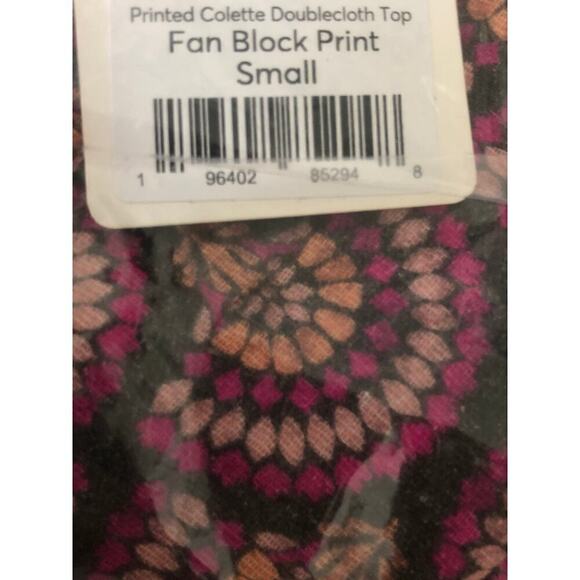 Printed Colette Doublecloth Top
Fan Block Print
Small
1 96402 85294 8